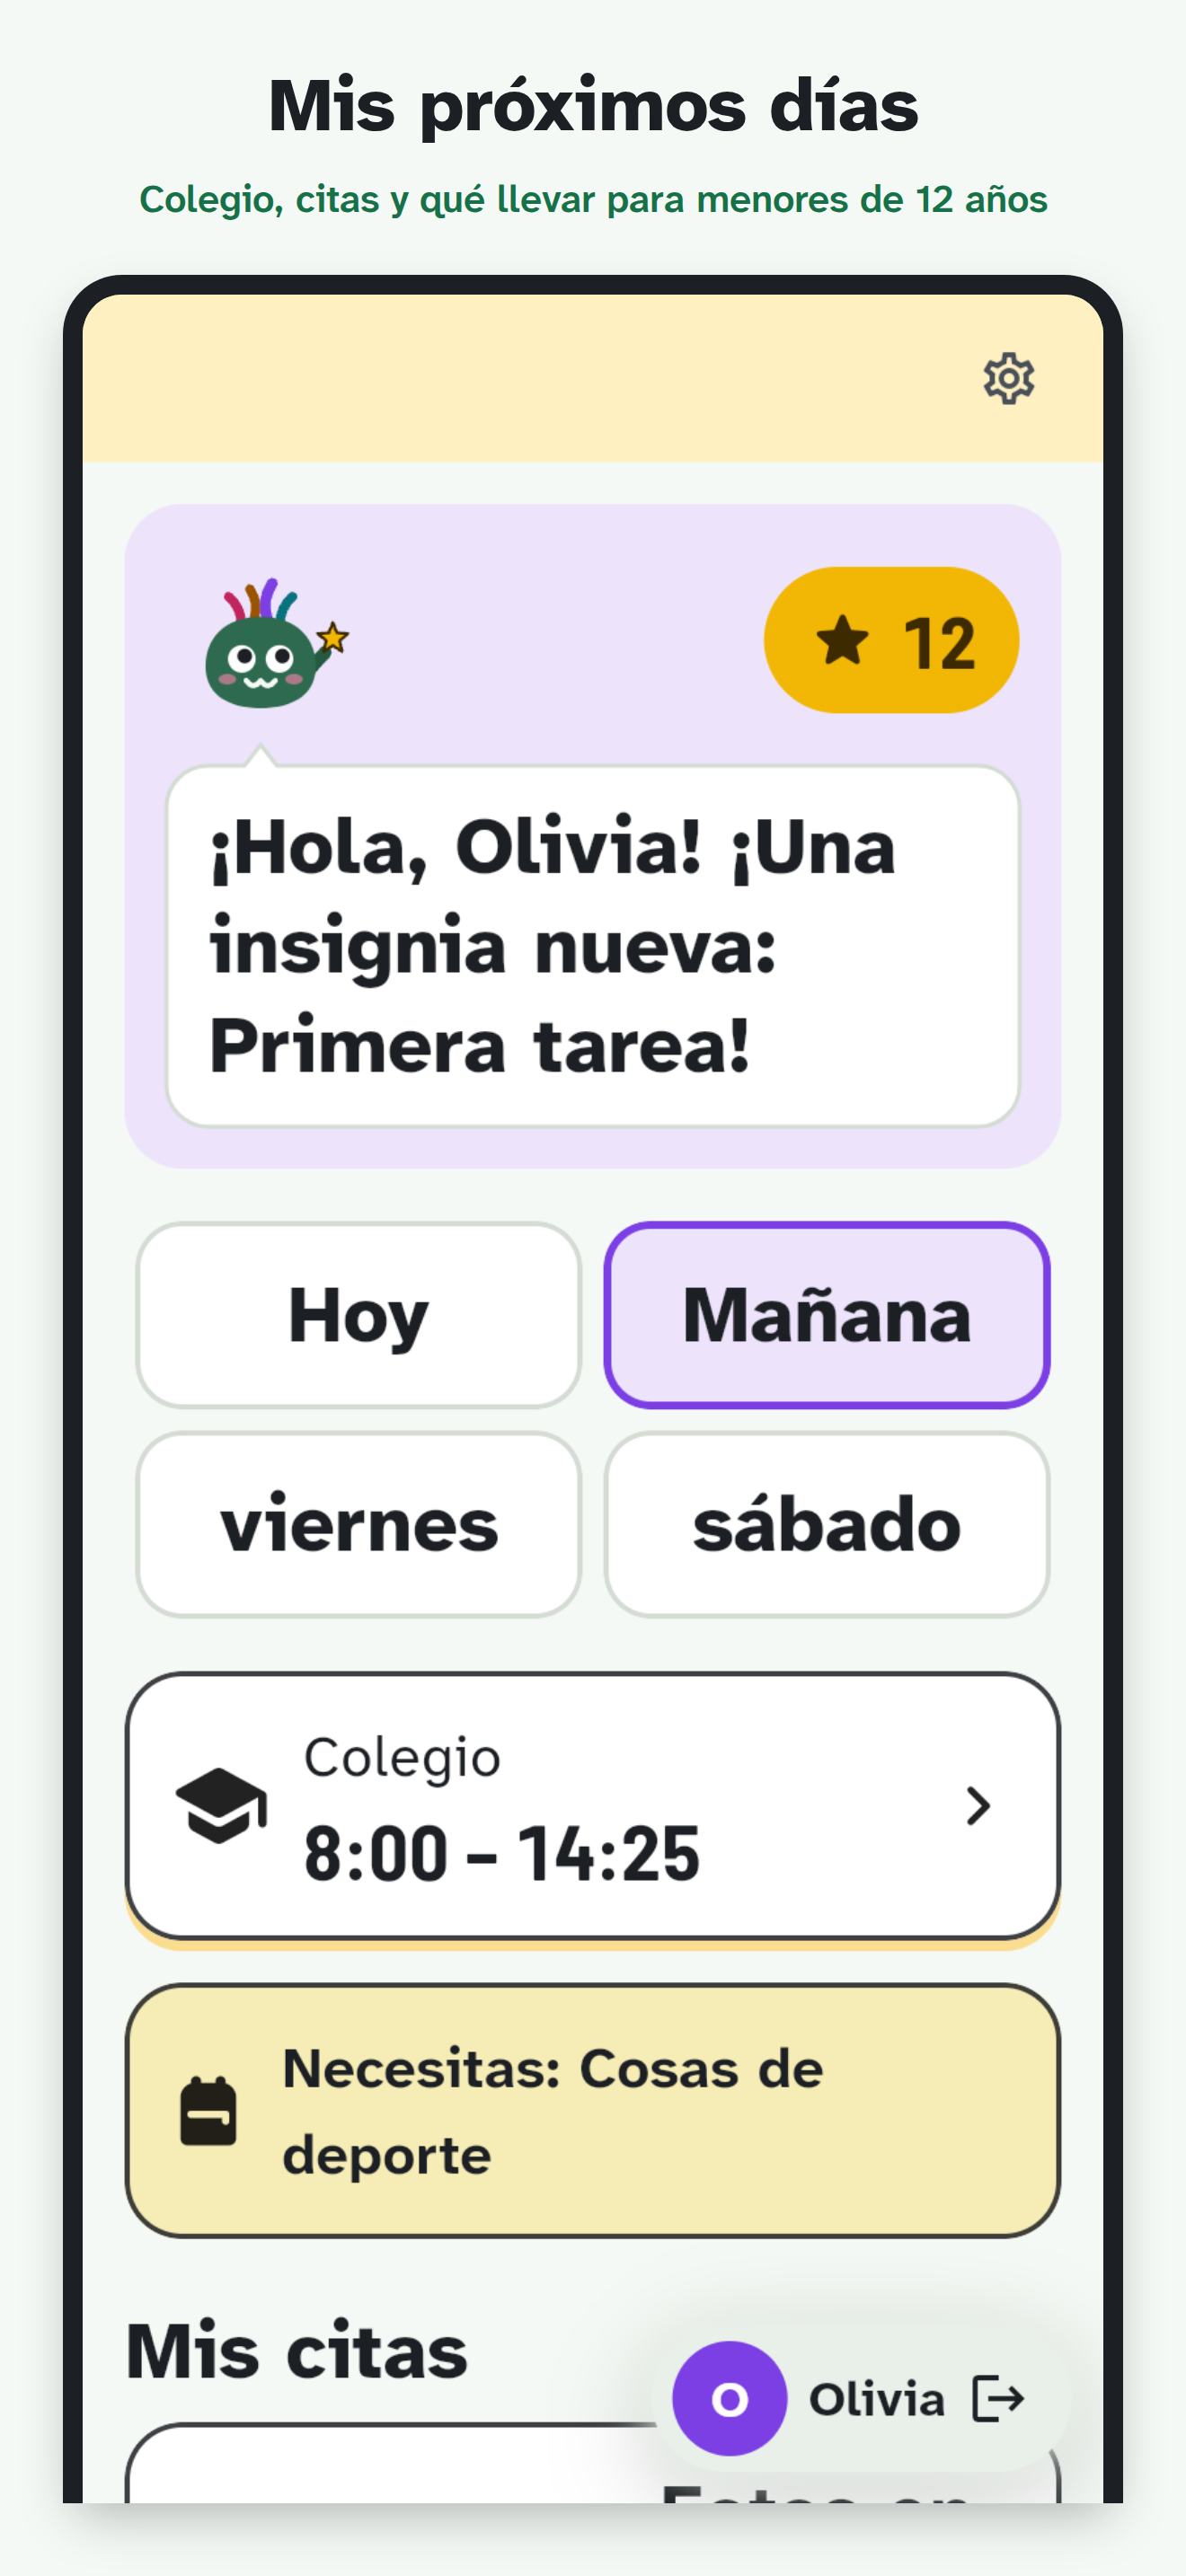 Mis próximos días
Colegio, citas y qué llevar para menores de 12 años
12
¡Hola, Olivia! ¡Una
insignia nueva:
Primera tarea!
Hoy
Mañana
viernes
sábado
Colegio
8:00 – 14:25
Necesitas: Cosas de
deporte
Mis citas
O
Olivia